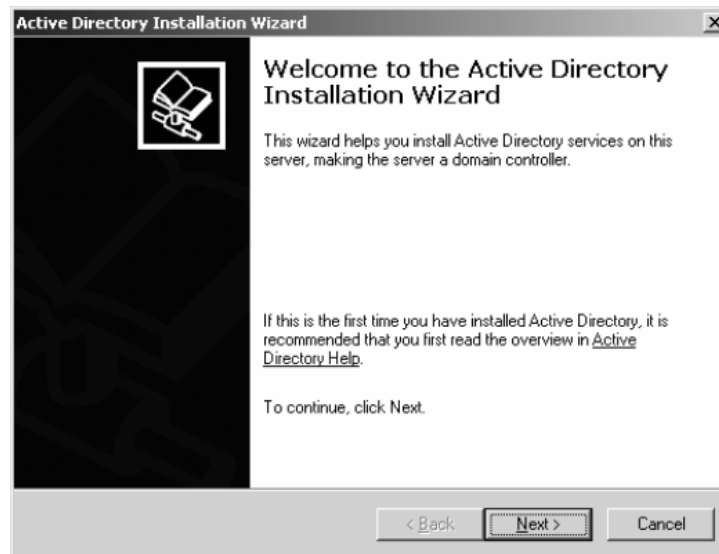 Active Directory Installation Wizard
Welcome to the Active Directory
Installation Wizard
This wizard helps you install Active Directory services on this
server, making the server a domain controller.
If this is the first time you have installed Active Directory, it is
recommended that you first read the overview in Active
Directory Help.
To continue, click Next.
< Back Next > Cancel